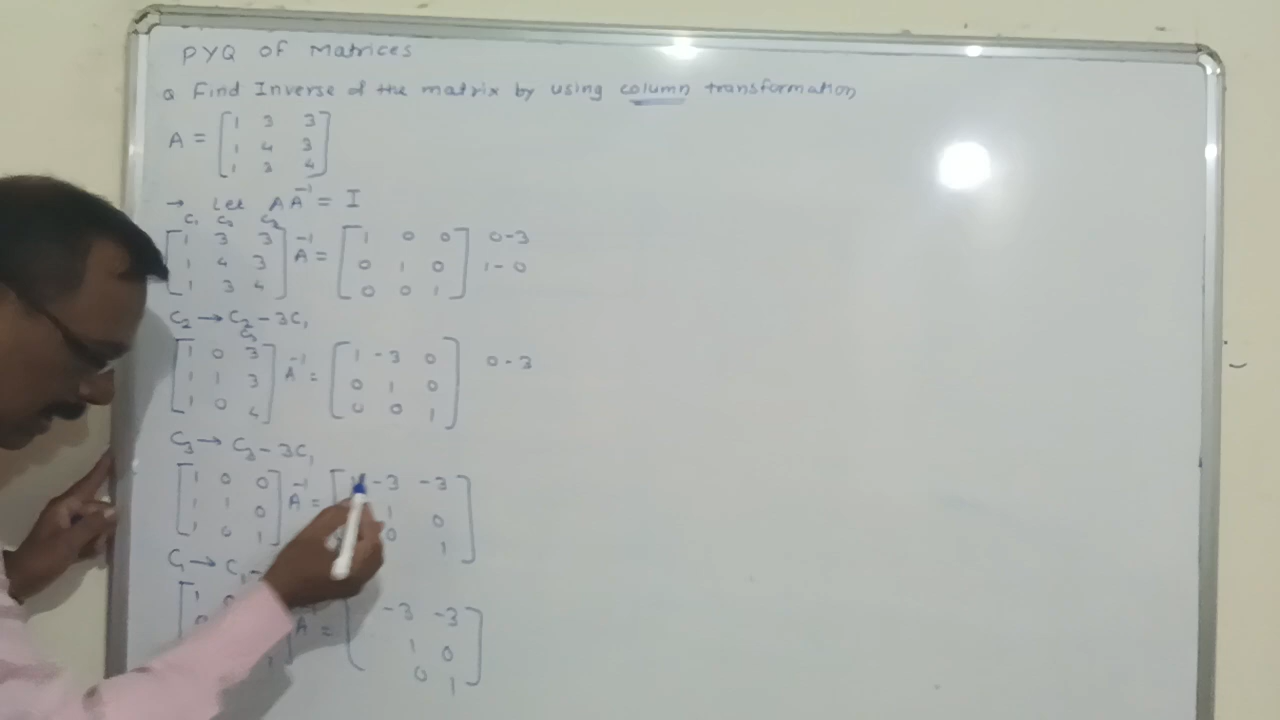 PYQ OF Matrices
Q Find Inverse of the matrix by using column transformation
A = [1 3 3
1 4 3
1 3 4]
→ Let AA⁻¹ = I
C₁ C₂ C₃
[1 3 3 1 4 3 1 3 4] A⁻¹ = [1 0 0 0 1 0 0 0 1] 0-3 1-0
C₂ → C₂ - 3C₁
C₃
[1 0 3 1 1 3 1 0 4] A⁻¹ = [1 -3 0 0 1 0 0 0 1] 0-3
C₃ → C₃ - 3C₁
[1 0 0 1 1 0 1 0 1] A⁻¹ = [ -3 -3 1 0 0 1]
C₁ → C₁ -
[1 0 A⁻¹ = [ -3 -3 1 0 0 1]